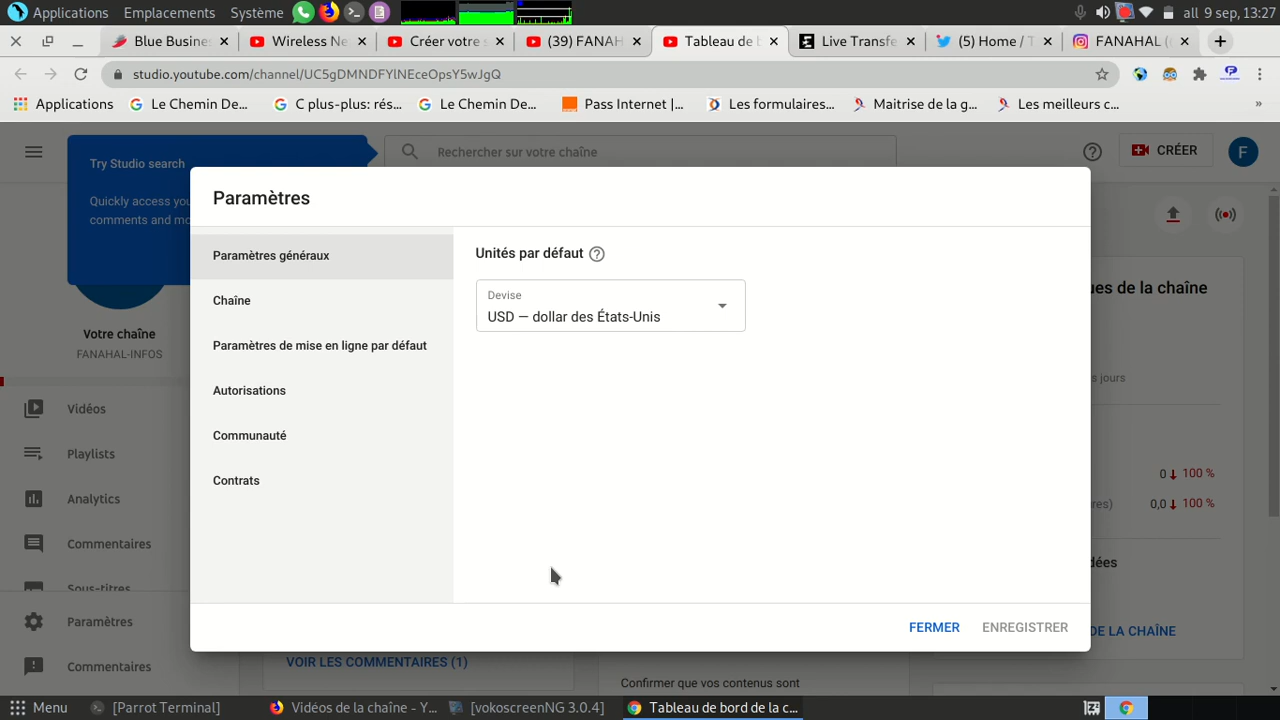 Applications Emplacements Système all 9 sep, 13:27
Blue Busines
Wireless Ne
Créer votre s
(39) FANAH
Tableau de b
Live Transfe
(5) Home / T
FANAHAL (
studio.youtube.com/channel/UC5gDMNDFYlNEceOpsY5wJgQ
Applications
Le Chemin De...
C plus-plus: rés...
Le Chemin De...
Pass Internet |...
Les formulaires...
Maitrise de la g...
Les meilleurs c...
»
Try Studio search
Quickly access you
comments and mo
Rechercher sur votre chaîne
CRÉER
F
Votre chaîne
FANAHAL-INFOS
Vidéos
Playlists
Analytics
Commentaires
Sous-titres
Paramètres
Commentaires
Paramètres
Paramètres généraux
Chaîne
Paramètres de mise en ligne par défaut
Autorisations
Communauté
Contrats
Unités par défaut
Devise
USD — dollar des États-Unis
FERMER ENREGISTRER
ues de la chaîne
s jours
0 100 %
res) 0,0 100 %
dées
DE LA CHAÎNE
VOIR LES COMMENTAIRES (1)
Confirmer que vos contenus sont
Menu
[Parrot Terminal]
Vidéos de la chaîne - Y...
[vokoscreenNG 3.0.4]
Tableau de bord de la c...